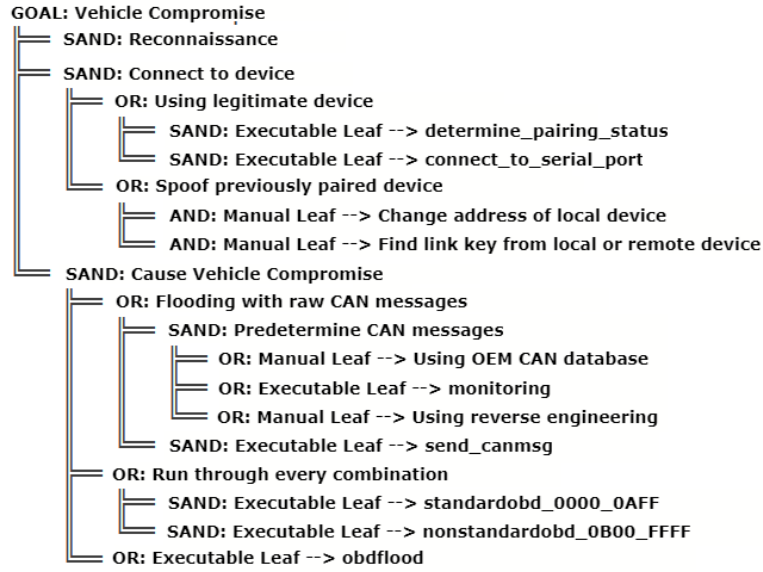 GOAL: Vehicle Compromise
SAND: Reconnaissance
SAND: Connect to device
OR: Using legitimate device
SAND: Executable Leaf --> determine_pairing_status
SAND: Executable Leaf --> connect_to_serial_port
OR: Spoof previously paired device
AND: Manual Leaf --> Change address of local device
AND: Manual Leaf --> Find link key from local or remote device
SAND: Cause Vehicle Compromise
OR: Flooding with raw CAN messages
SAND: Predetermine CAN messages
OR: Manual Leaf --> Using OEM CAN database
OR: Executable Leaf --> monitoring
OR: Manual Leaf --> Using reverse engineering
SAND: Executable Leaf --> send_canmsg
OR: Run through every combination
SAND: Executable Leaf --> standardobd_0000_0AFF
SAND: Executable Leaf --> nonstandardobd_0B00_FFFF
OR: Executable Leaf --> obdflood